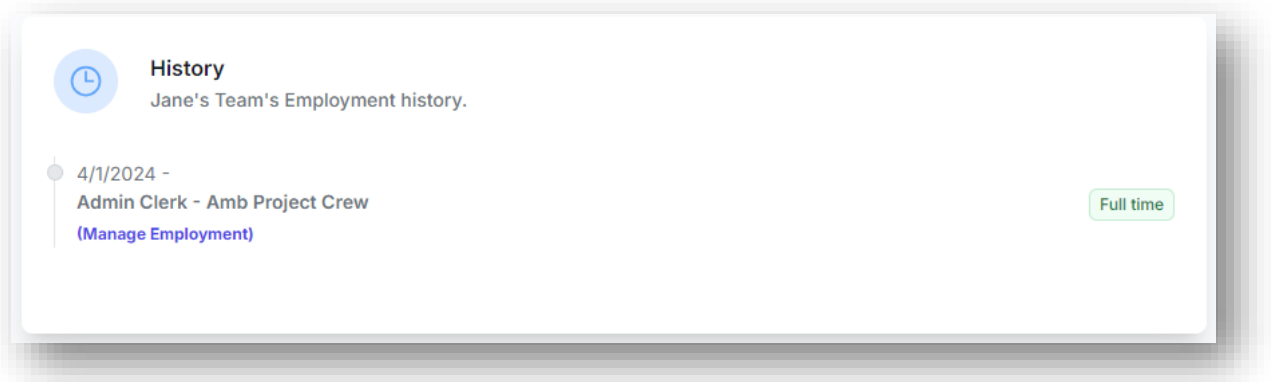 History
Jane's Team's Employment history.
4/1/2024 -
Admin Clerk - Amb Project Crew
Full time
(Manage Employment)